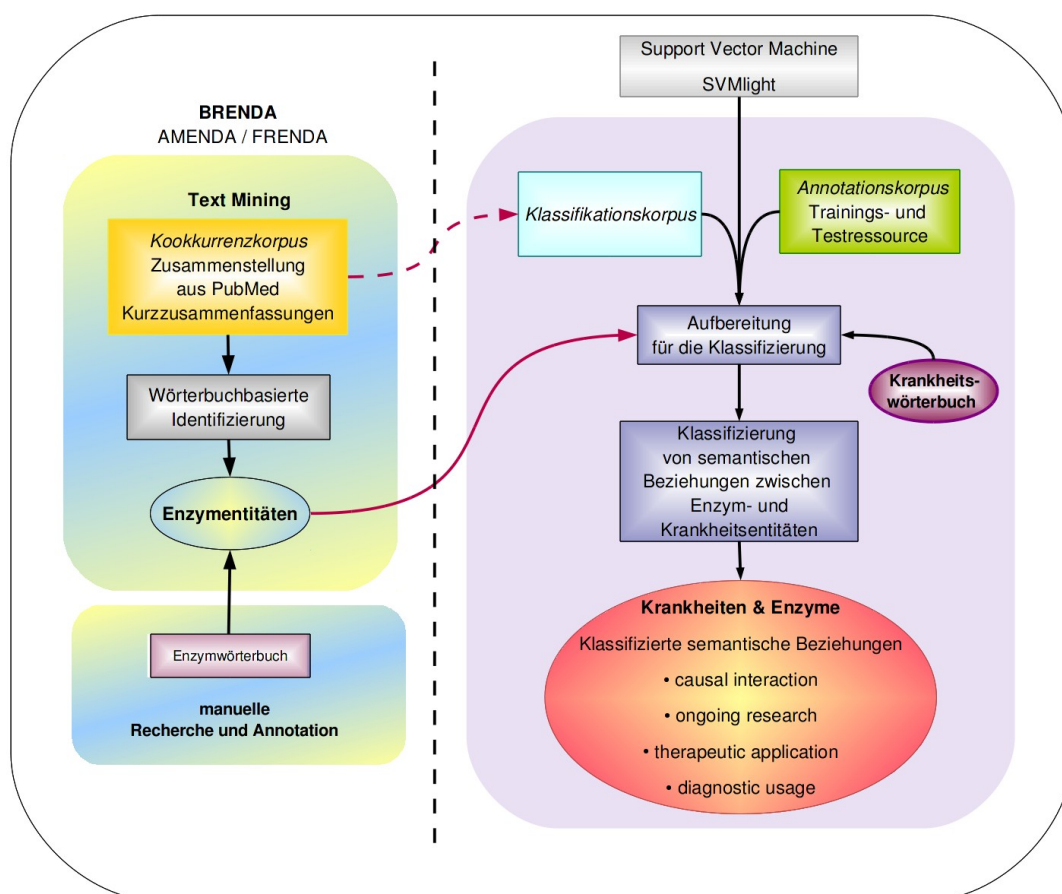 BRENDA
AMENDA / FRENDA
Text Mining
Kookkurrenzkorpus
Zusammenstellung
aus PubMed
Kurzzusammenfassungen
Wörterbuchbasierte
Identifizierung
Enzymentitäten
Enzymwörterbuch
manuelle
Recherche und Annotation
Support Vector Machine
SVMlight
Klassifikationskorpus
Annotationskorpus
Trainings- und
Testressource
Aufbereitung
für die Klassifizierung
Krankheits-
wörterbuch
Klassifizierung
von semantischen
Beziehungen zwischen
Enzym- und
Krankheitsentitäten
Krankheiten & Enzyme
Klassifizierte semantische Beziehungen
• causal interaction
• ongoing research
• therapeutic application
• diagnostic usage